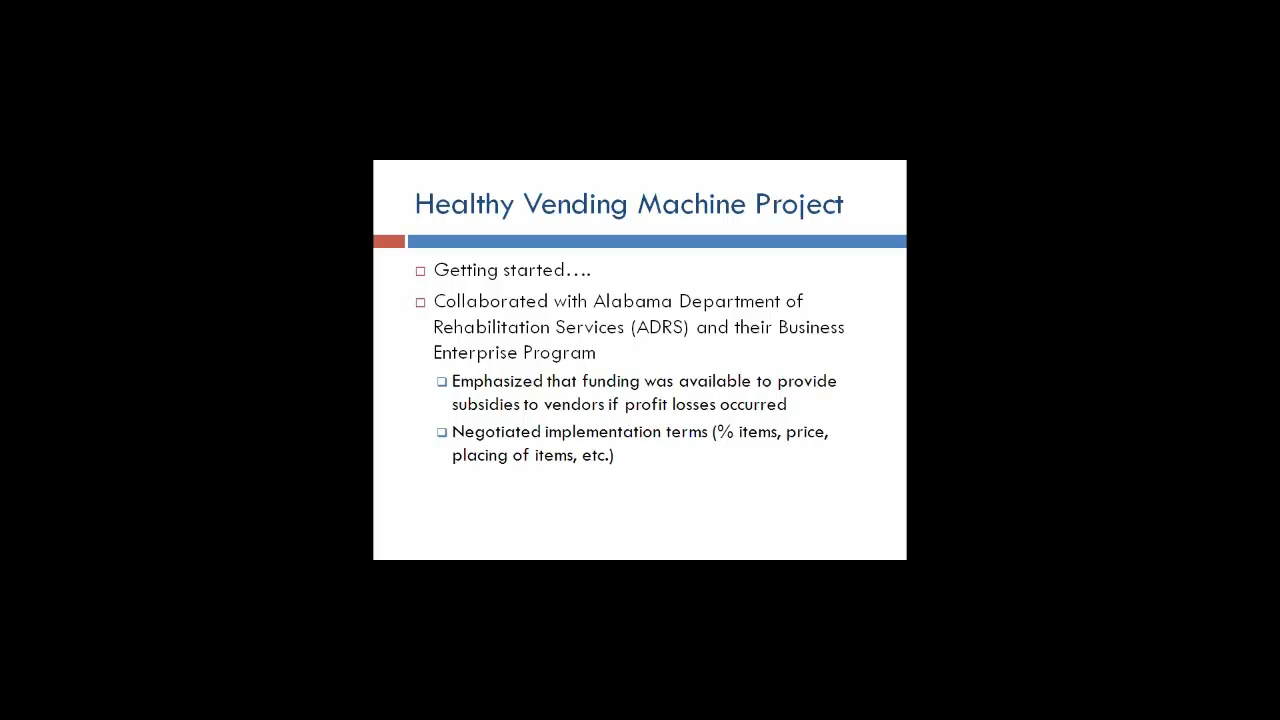 Healthy Vending Machine Project
Getting started....
Collaborated with Alabama Department of
Rehabilitation Services (ADRS) and their Business
Enterprise Program
Emphasized that funding was available to provide
subsidies to vendors if profit losses occurred
Negotiated implementation terms (% items, price,
placing of items, etc.)